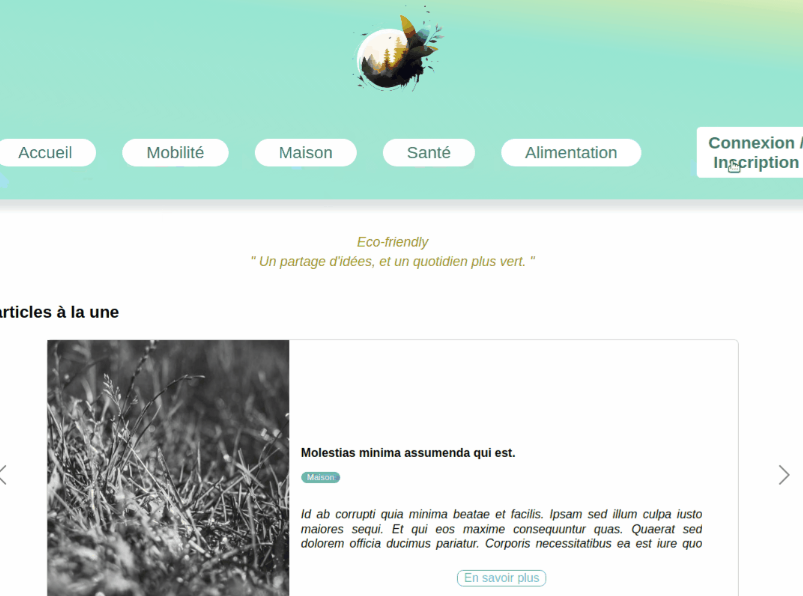 Accueil
Mobilité
Maison
Santé
Alimentation
Connexion /
Inscription
Eco-friendly
" Un partage d'idées, et un quotidien plus vert. "
articles à la une
Molestias minima assumenda qui est.
Maison
Id ab corrupti quia minima beatae et facilis. Ipsam sed illum culpa iusto
maiores sequi. Et qui eos maxime consequuntur quas. Quaerat sed
dolorem officia ducimus pariatur. Corporis necessitatibus ea est iure quo
En savoir plus